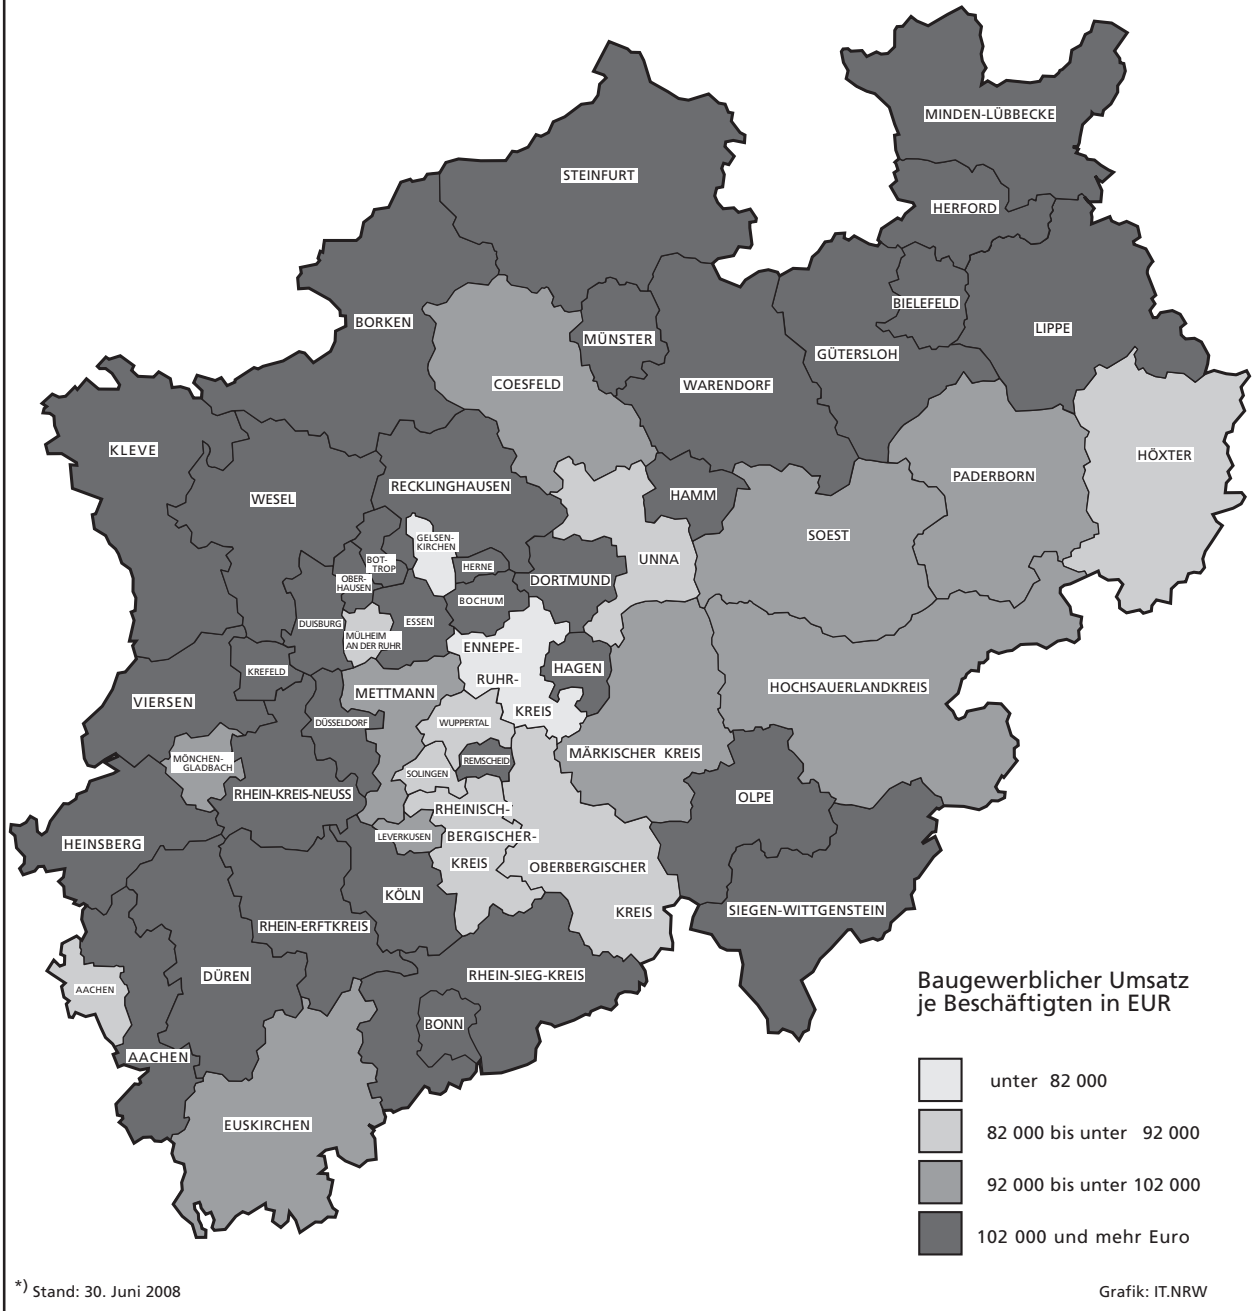 MINDEN-LÜBBECKE
STEINFURT
HERFORD
BIELEFELD
BORKEN
LIPPE
MÜNSTER
GÜTERSLOH
COESFELD
WARENDORF
KLEVE
HÖXTER
PADERBORN
RECKLINGHAUSEN
HAMM
WESEL
SOEST
GELSEN-
KIRCHEN
UNNA
BOT-
TROP
HERNE
OBER-
HAUSEN
DORTMUND
BOCHUM
DUISBURG
ESSEN
MÜLHEIM
AN DER RUHR
ENNEPE-
RUHR-
KREIS
HAGEN
KREFELD
HOCHSAUERLANDKREIS
METTMANN
VIERSEN
DÜSSELDORF
WUPPERTAL
MÄRKISCHER KREIS
MÖNCHEN-
GLADBACH
REMSCHEID
SOLINGEN
RHEIN-KREIS-NEUSS
OLPE
RHEINISCH-
BERGISCHER-
KREIS
LEVERKUSEN
HEINSBERG
OBERBERGISCHER
KREIS
KÖLN
SIEGEN-WITTGENSTEIN
RHEIN-ERFTKREIS
DÜREN
RHEIN-SIEG-KREIS
AACHEN
BONN
AACHEN
EUSKIRCHEN
Baugewerblicher Umsatz
je Beschäftigten in EUR
unter 82 000
82 000 bis unter 92 000
92 000 bis unter 102 000
102 000 und mehr Euro
*) Stand: 30. Juni 2008
Grafik: IT.NRW